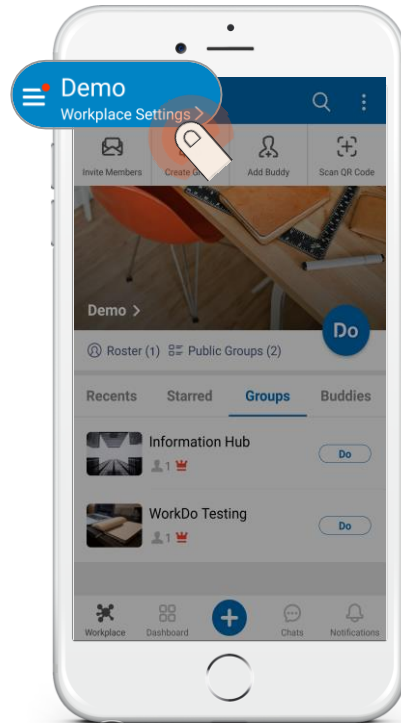 Demo
Workplace Settings >
Invite Members
Create G
Add Buddy
Scan QR Code
Demo >
Do
Roster (1) Public Groups (2)
Recents Starred Groups Buddies
Information Hub
1
Do
WorkDo Testing
1
Do
Workplace Dashboard Chats Notifications